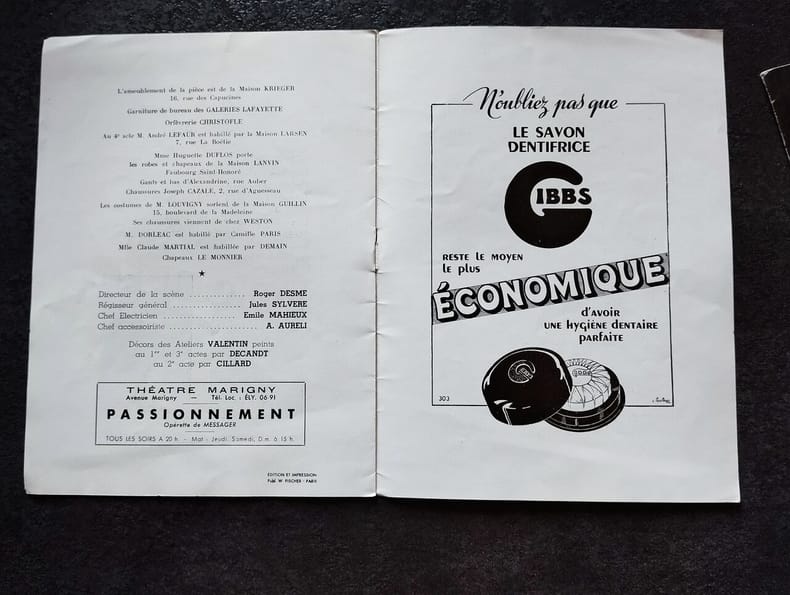 L'ameublement de la pièce est de la Maison KRIEGER
16, rue des Capucines
Garniture de bureau des GALERIES LAFAYETTE
Orfèvrerie CHRISTOFLE
Au 4e acte M. André LEFAUR est habillé par la Maison LARSEN
7, rue La Boëtie
Mme Huguette DUFLOS porte
les robes et chapeaux de la Maison LANVIN
Faubourg Saint-Honoré
Gants et bas d'Alexandrine, rue Auber
Chaussures Joseph CAZALE, 2, rue d'Aguesseau
Les costumes de M. LOUVIGNY sortent de la Maison GUILLIN
15, boulevard de la Madeleine
Ses chaussures viennent de chez WESTON
M. DORLEAC est habillé par Camille PARIS
Mlle Claude MARTIAL est habillée par DEMAIN
Chapeaux LE MONNIER
Directeur de la scène .............. Roger DESME
Régisseur général .................. Jules SYLVERE
Chef Electricien ................... Emile MAHIEUX
Chef accessoiriste ................. A. AURELI
Décors des Ateliers VALENTIN peints
au 1er et 3e actes par DECANDT
au 2e acte par CILLARD
THÉATRE MARIGNY
Avenue Marigny — Tél. Loc. : ÉLY. 06-91
PASSIONNEMENT
Opérette de MESSAGER
TOUS LES SOIRS A 20 h. - Mat : Jeudi, Samedi, Dim. à 15 h.
EDITION ET IMPRESSION
Publ W. FISCHER - PARIS
N'oubliez pas que
LE SAVON
DENTIFRICE
GIBBS
RESTE LE MOYEN
le plus
ÉCONOMIQUE
d'avoir
UNE HYGIÈNE DENTAIRE
PARFAITE
GIBBS
303